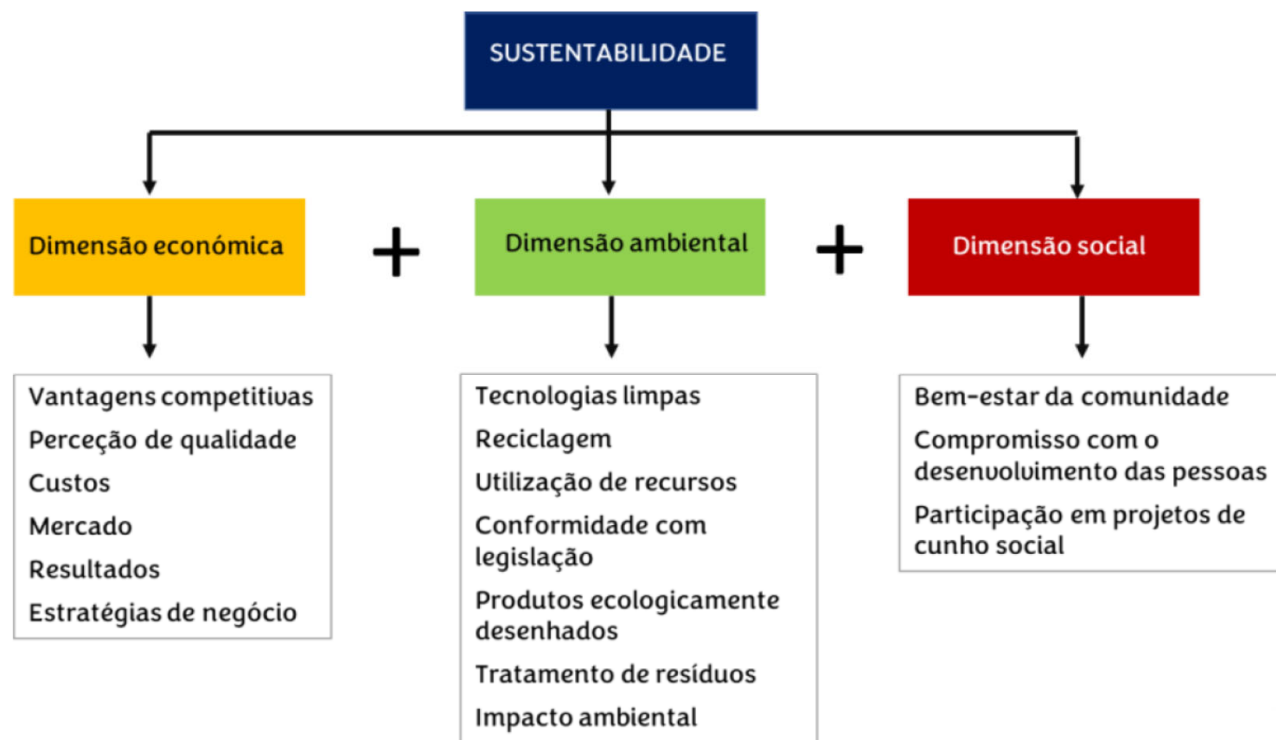 SUSTENTABILIDADE
Dimensão económica
Dimensão ambiental
Dimensão social
Vantagens competitivas
Perceção de qualidade
Custos
Mercado
Resultados
Estratégias de negócio
Tecnologias limpas
Reciclagem
Utilização de recursos
Conformidade com
legislação
Produtos ecologicamente
desenhados
Tratamento de resíduos
Impacto ambiental
Bem-estar da comunidade
Compromisso com o
desenvolvimento das pessoas
Participação em projetos de
cunho social